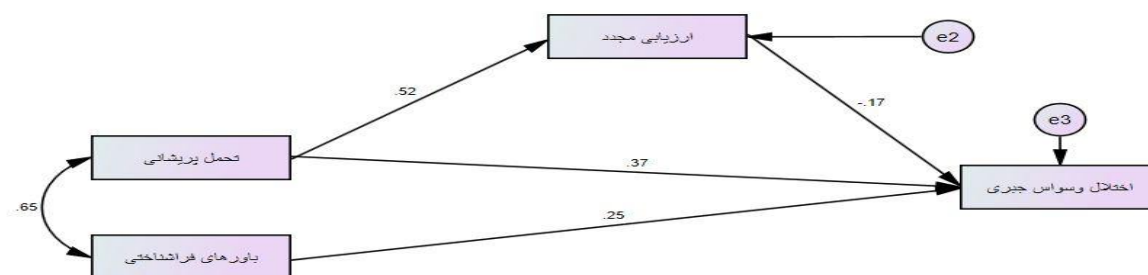 ارزیابی مجدد
e2
.52
-.17
e3
تحمل پریشانی
.37
اختلال وسواس جبری
.65
.25
باورهای فراشناختی